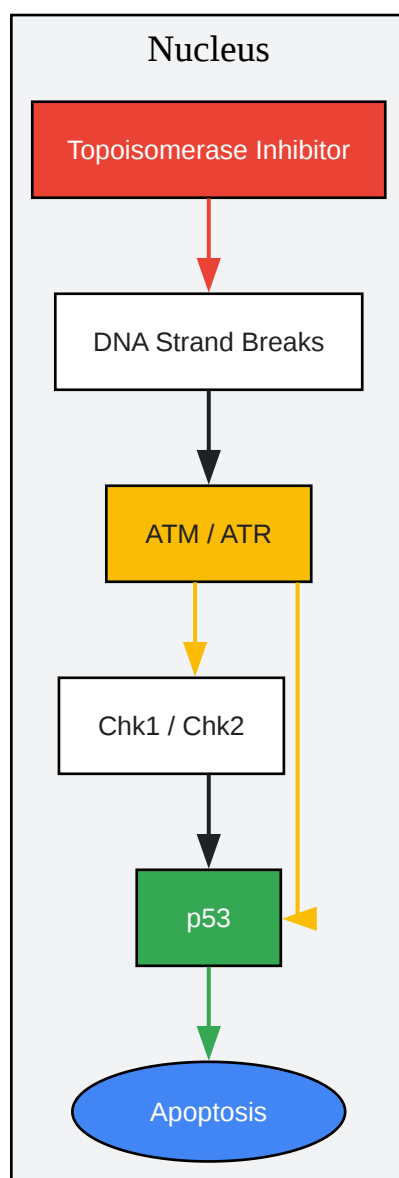 Nucleus
Topoisomerase Inhibitor
DNA Strand Breaks
ATM / ATR
Chk1 / Chk2
p53
Apoptosis